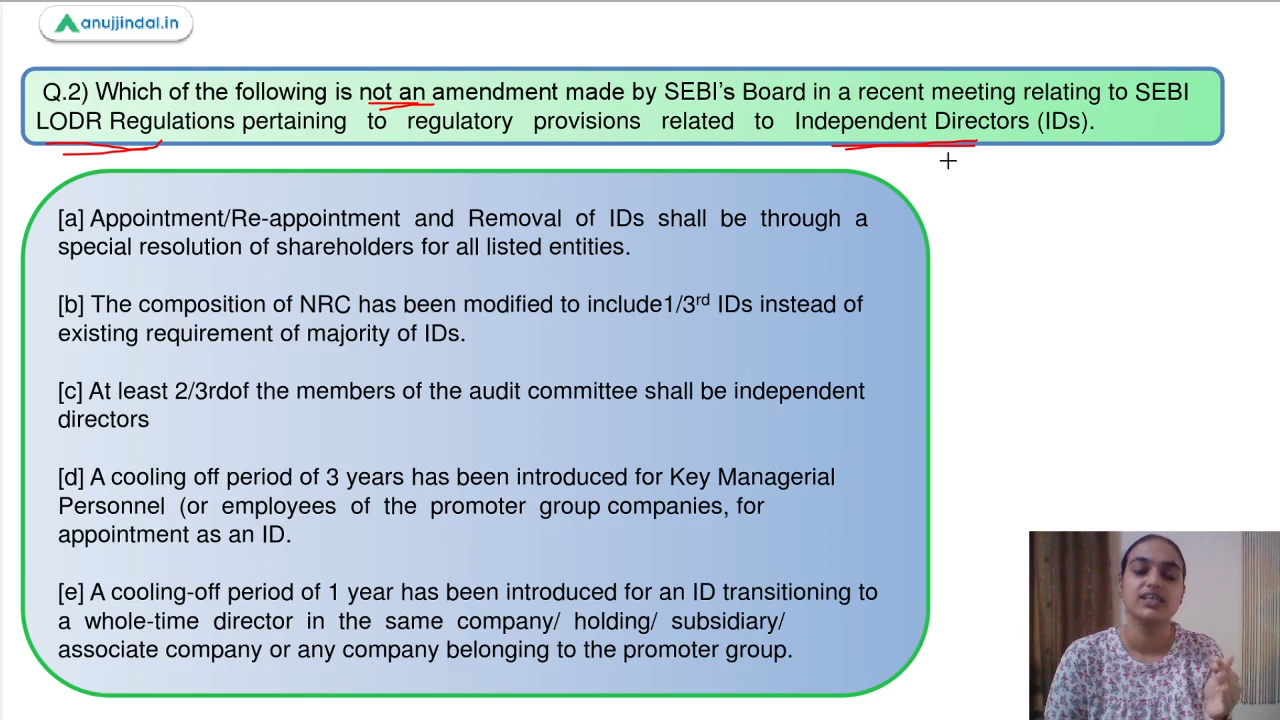 anujjindal.in
Q.2) Which of the following is not an amendment made by SEBI's Board in a recent meeting relating to SEBI
LODR Regulations pertaining to regulatory provisions related to Independent Directors (IDs).
[a] Appointment/Re-appointment and Removal of IDs shall be through a
special resolution of shareholders for all listed entities.
[b] The composition of NRC has been modified to include1/3rd IDs instead of
existing requirement of majority of IDs.
[c] At least 2/3rdof the members of the audit committee shall be independent
directors
[d] A cooling off period of 3 years has been introduced for Key Managerial
Personnel (or employees of the promoter group companies, for
appointment as an ID.
[e] A cooling-off period of 1 year has been introduced for an ID transitioning to
a whole-time director in the same company/ holding/ subsidiary/
associate company or any company belonging to the promoter group.